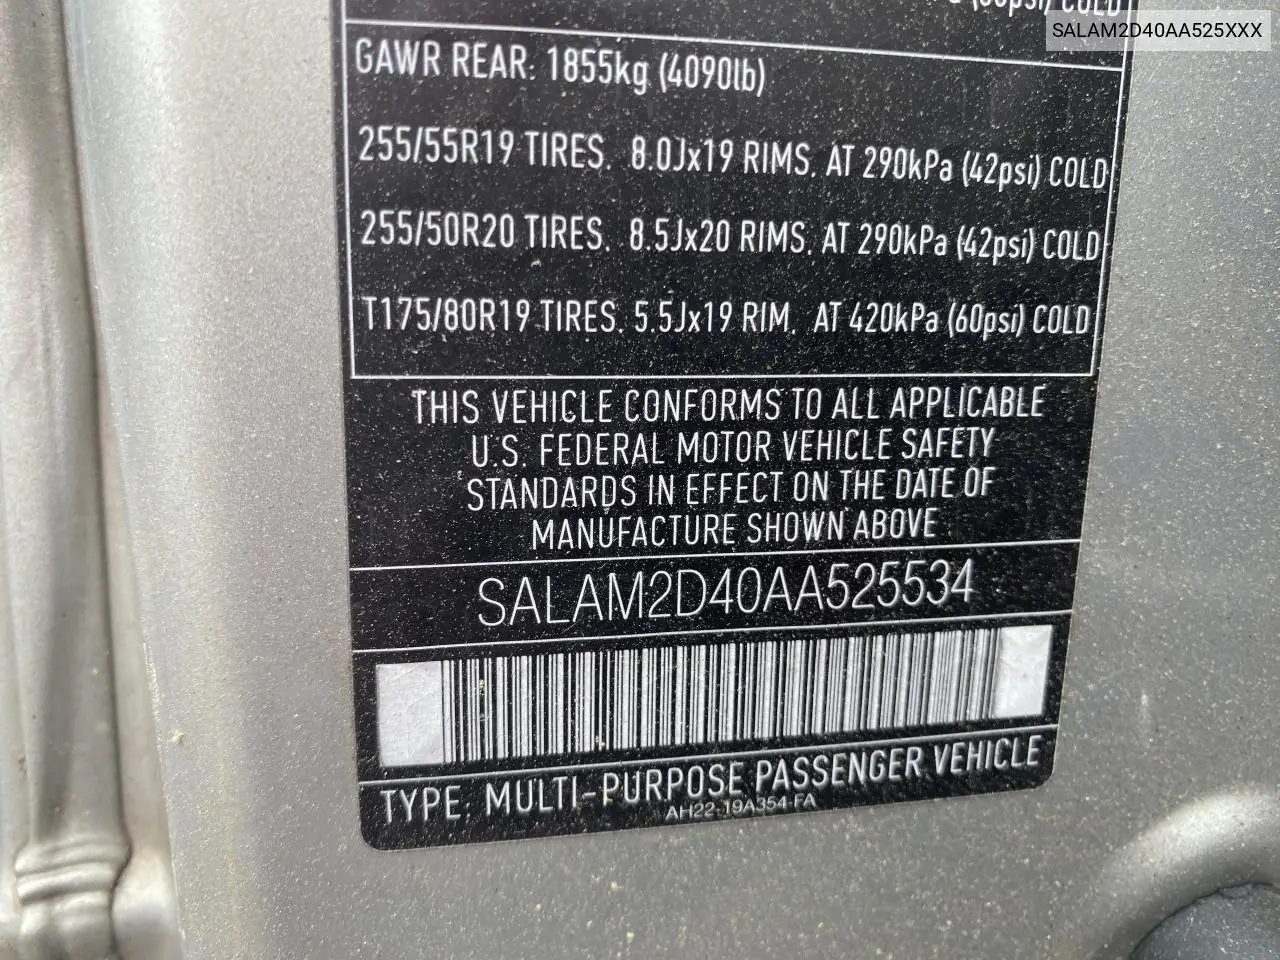 COLD
SALAM2D40AA525XXX
GAWR REAR: 1855kg (4090lb)
255/55R19 TIRES. 8.0Jx19 RIMS. AT 290kPa (42psi) COLD
255/50R20 TIRES. 8.5Jx20 RIMS. AT 290kPa (42psi) COLD
T175/80R19 TIRES. 5.5Jx19 RIM. AT 420kPa (60psi) COLD
THIS VEHICLE CONFORMS TO ALL APPLICABLE
U.S. FEDERAL MOTOR VEHICLE SAFETY
STANDARDS IN EFFECT ON THE DATE OF
MANUFACTURE SHOWN ABOVE
SALAM2D40AA525534
TYPE: MULTI-PURPOSE PASSENGER VEHICLE
AH22-19A354-FA